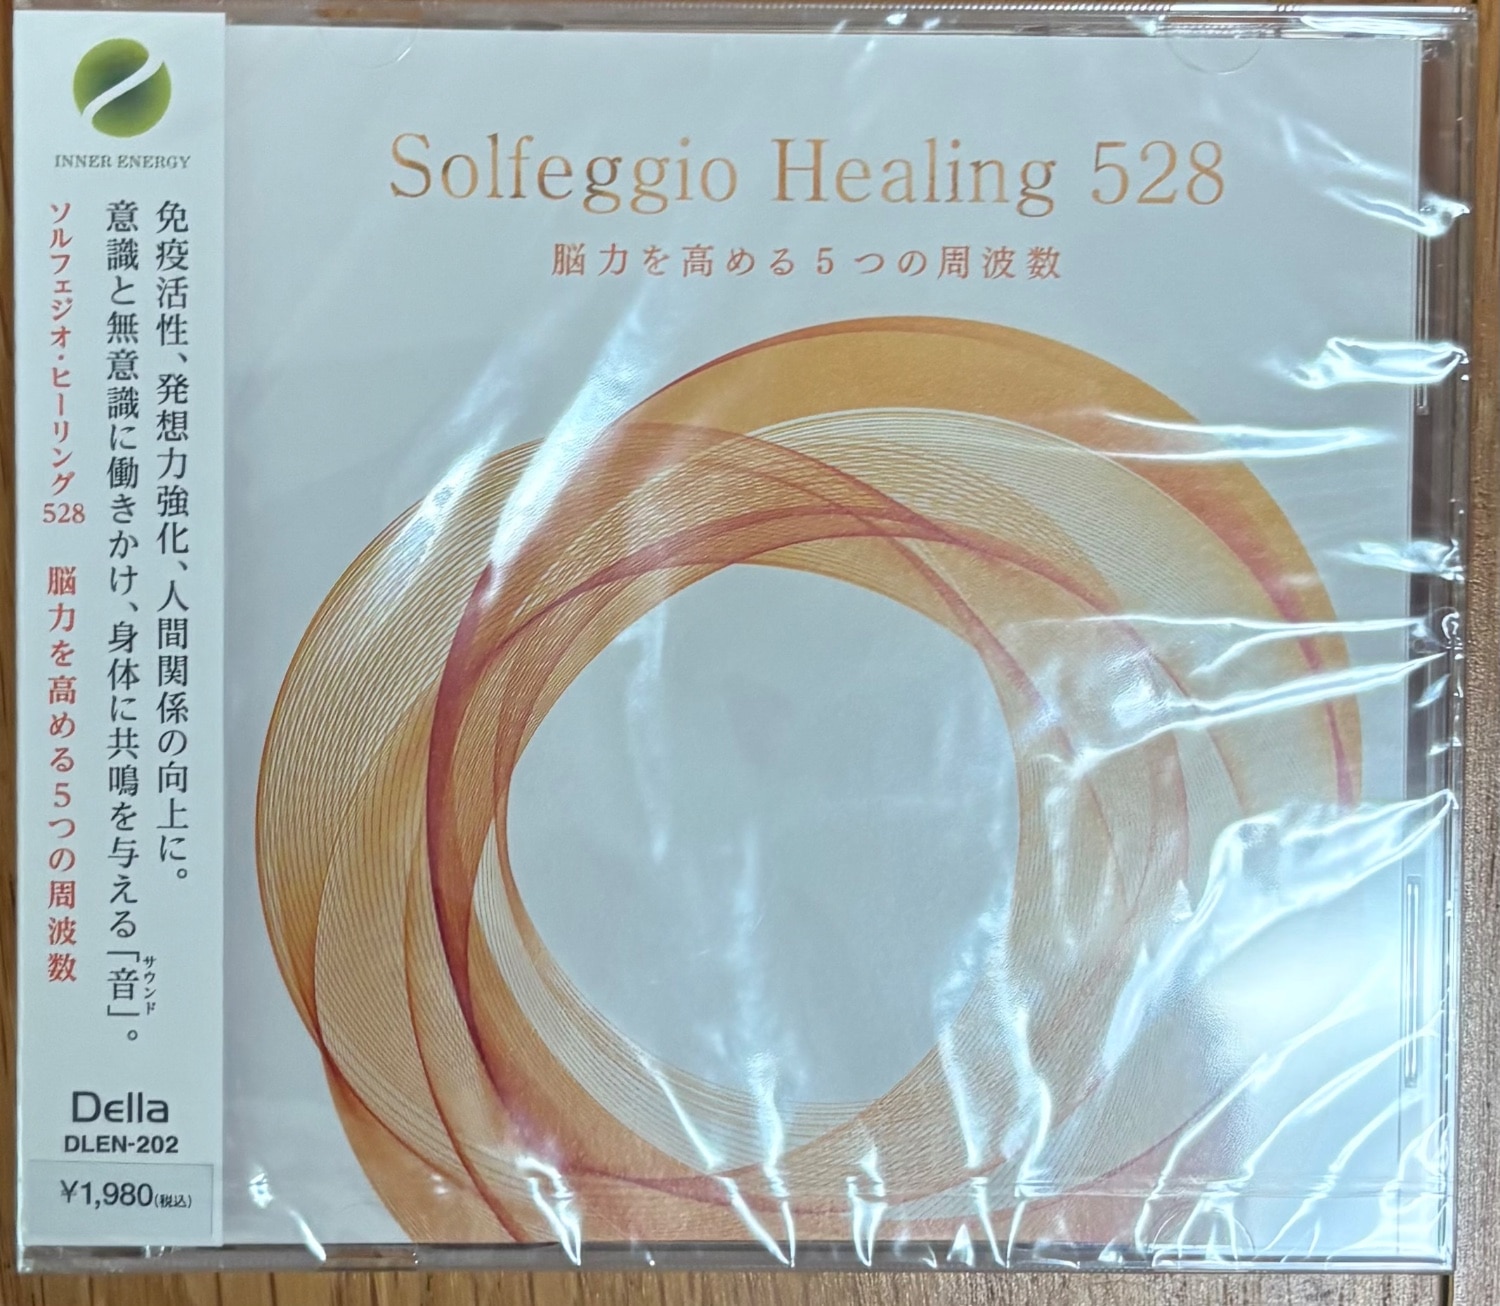 INNER ENERGY
免疫活性、発想力強化、人間関係の向上に。
意識と無意識に働きかけ、身体に共鳴を与える「音」。
サウンド
ソルフェジオ・ヒーリング528 脳力を高める5つの周波数
Della
DLEN-202
¥1,980(税込)
Solfeggio Healing 528
脳力を高める5つの周波数